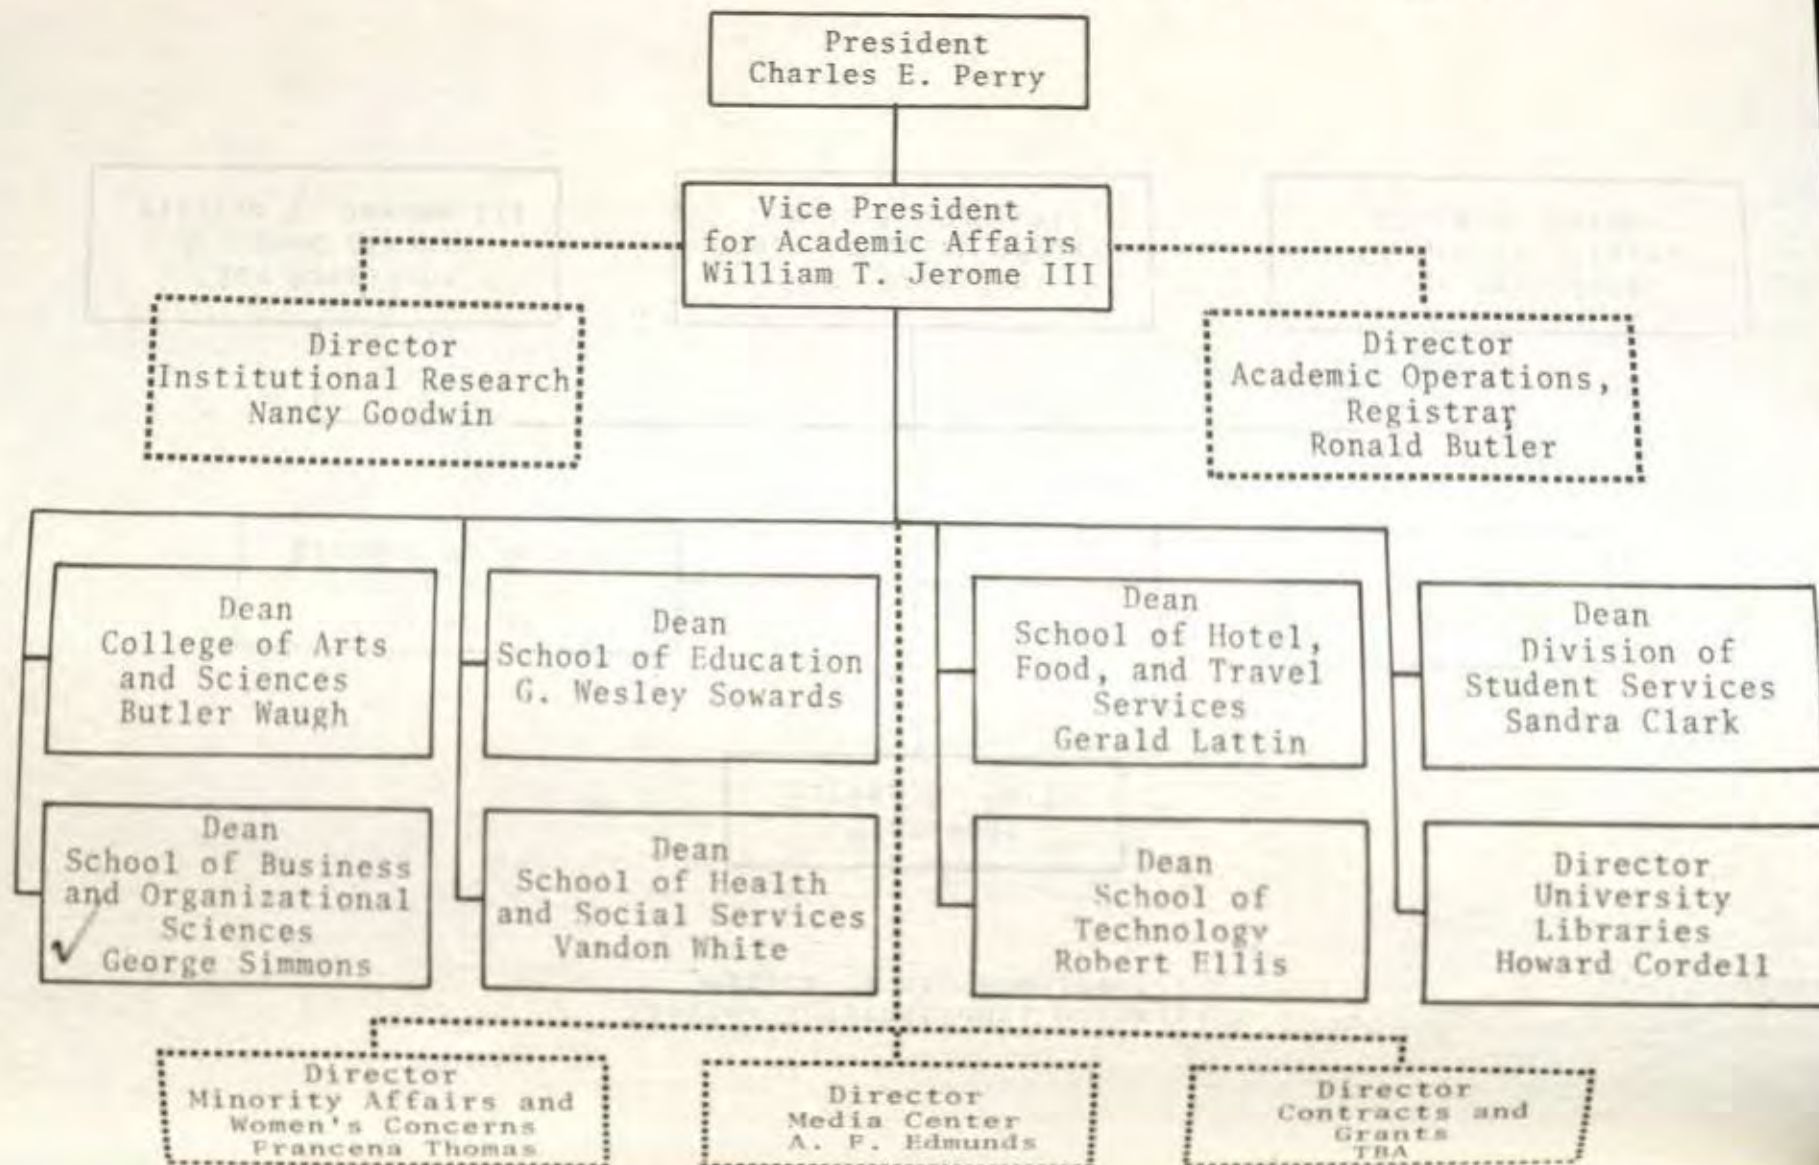 President
Charles E. Perry
Vice President
for Academic Affairs
William T. Jerome III
Director
Institutional Research
Nancy Goodwin
Director
Academic Operations,
Registrar
Ronald Butler
Dean
College of Arts
and Sciences
Butler Waugh
Dean
School of Education
G. Wesley Sowards
Dean
School of Hotel,
Food, and Travel
Services
Gerald Lattin
Dean
Division of
Student Services
Sandra Clark
Dean
School of Business
and Organizational
Sciences
George Simmons
Dean
School of Health
and Social Services
Vandon White
Dean
School of
Technology
Robert Ellis
Director
University
Libraries
Howard Cordell
Director
Minority Affairs and
Women's Concerns
Francena Thomas
Director
Media Center
A. F. Edmunds
Director
Contracts and
Grants
TBA